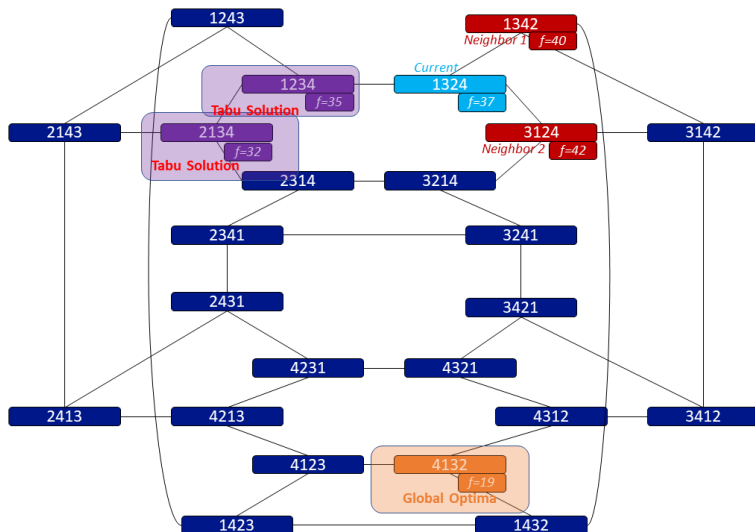 1243
1342
Neighbor 1
f=40
Current
1234
1324
f=35
f=37
Tabu Solution
2143
2134
3124
3142
f=32
Neighbor 2
f=42
Tabu Solution
2314
3214
2341
3241
2431
3421
4231
4321
2413
4213
4312
3412
4123
4132
f=19
Global Optima
1423
1432